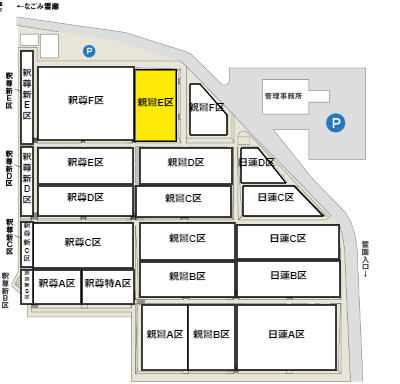 ←なごみ霊廟
P
釈尊新E区
釈尊F区
親鸞E区
親鸞F区
管理事務所
P
釈尊新E区
釈尊新D区
釈尊新D区
釈尊E区
親鸞D区
日蓮D区
釈尊D区
親鸞C区
日蓮C区
釈尊新C区
釈尊新C区
釈尊C区
親鸞C区
日蓮C区
霊園入口→
親鸞B区
日蓮B区
釈尊新B区
釈尊A区
釈尊特A区
親鸞A区
親鸞B区
日蓮A区